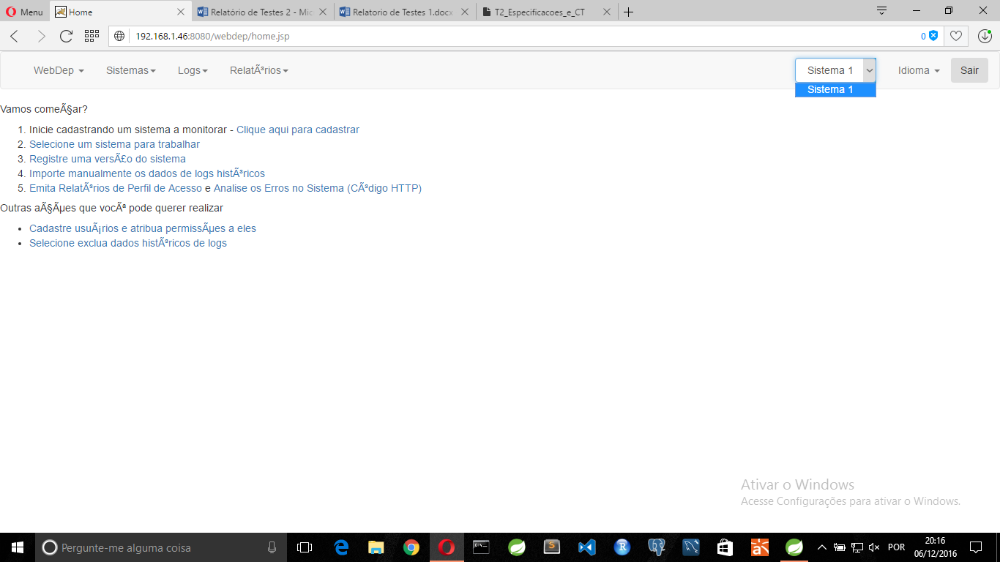 Menu
Home
Relatório de Testes 2 - Mic
Relatorio de Testes 1.docx
T2_Especificacoes_e_CT
192.168.1.46:8080/webdep/home.jsp
0
WebDep
Sistemas
Logs
RelatÃ³rios
Sistema 1
Idioma
Sair
Sistema 1
Vamos comeÃ§ar?
1. Inicie cadastrando um sistema a monitorar - Clique aqui para cadastrar
2. Selecione um sistema para trabalhar
3. Registre uma versÃ£o do sistema
4. Importe manualmente os dados de logs histÃ³ricos
5. Emita RelatÃ³rios de Perfil de Acesso e Analise os Erros no Sistema (CÃ³digo HTTP)
Outras aÃ§Ãµes que vocÃª pode querer realizar
• Cadastre usuÃ¡rios e atribua permissÃµes a eles
• Selecione exclua dados histÃ³ricos de logs
Ativar o Windows
Acesse Configurações para ativar o Windows.
Pergunte-me alguma coisa
POR
20:16
06/12/2016